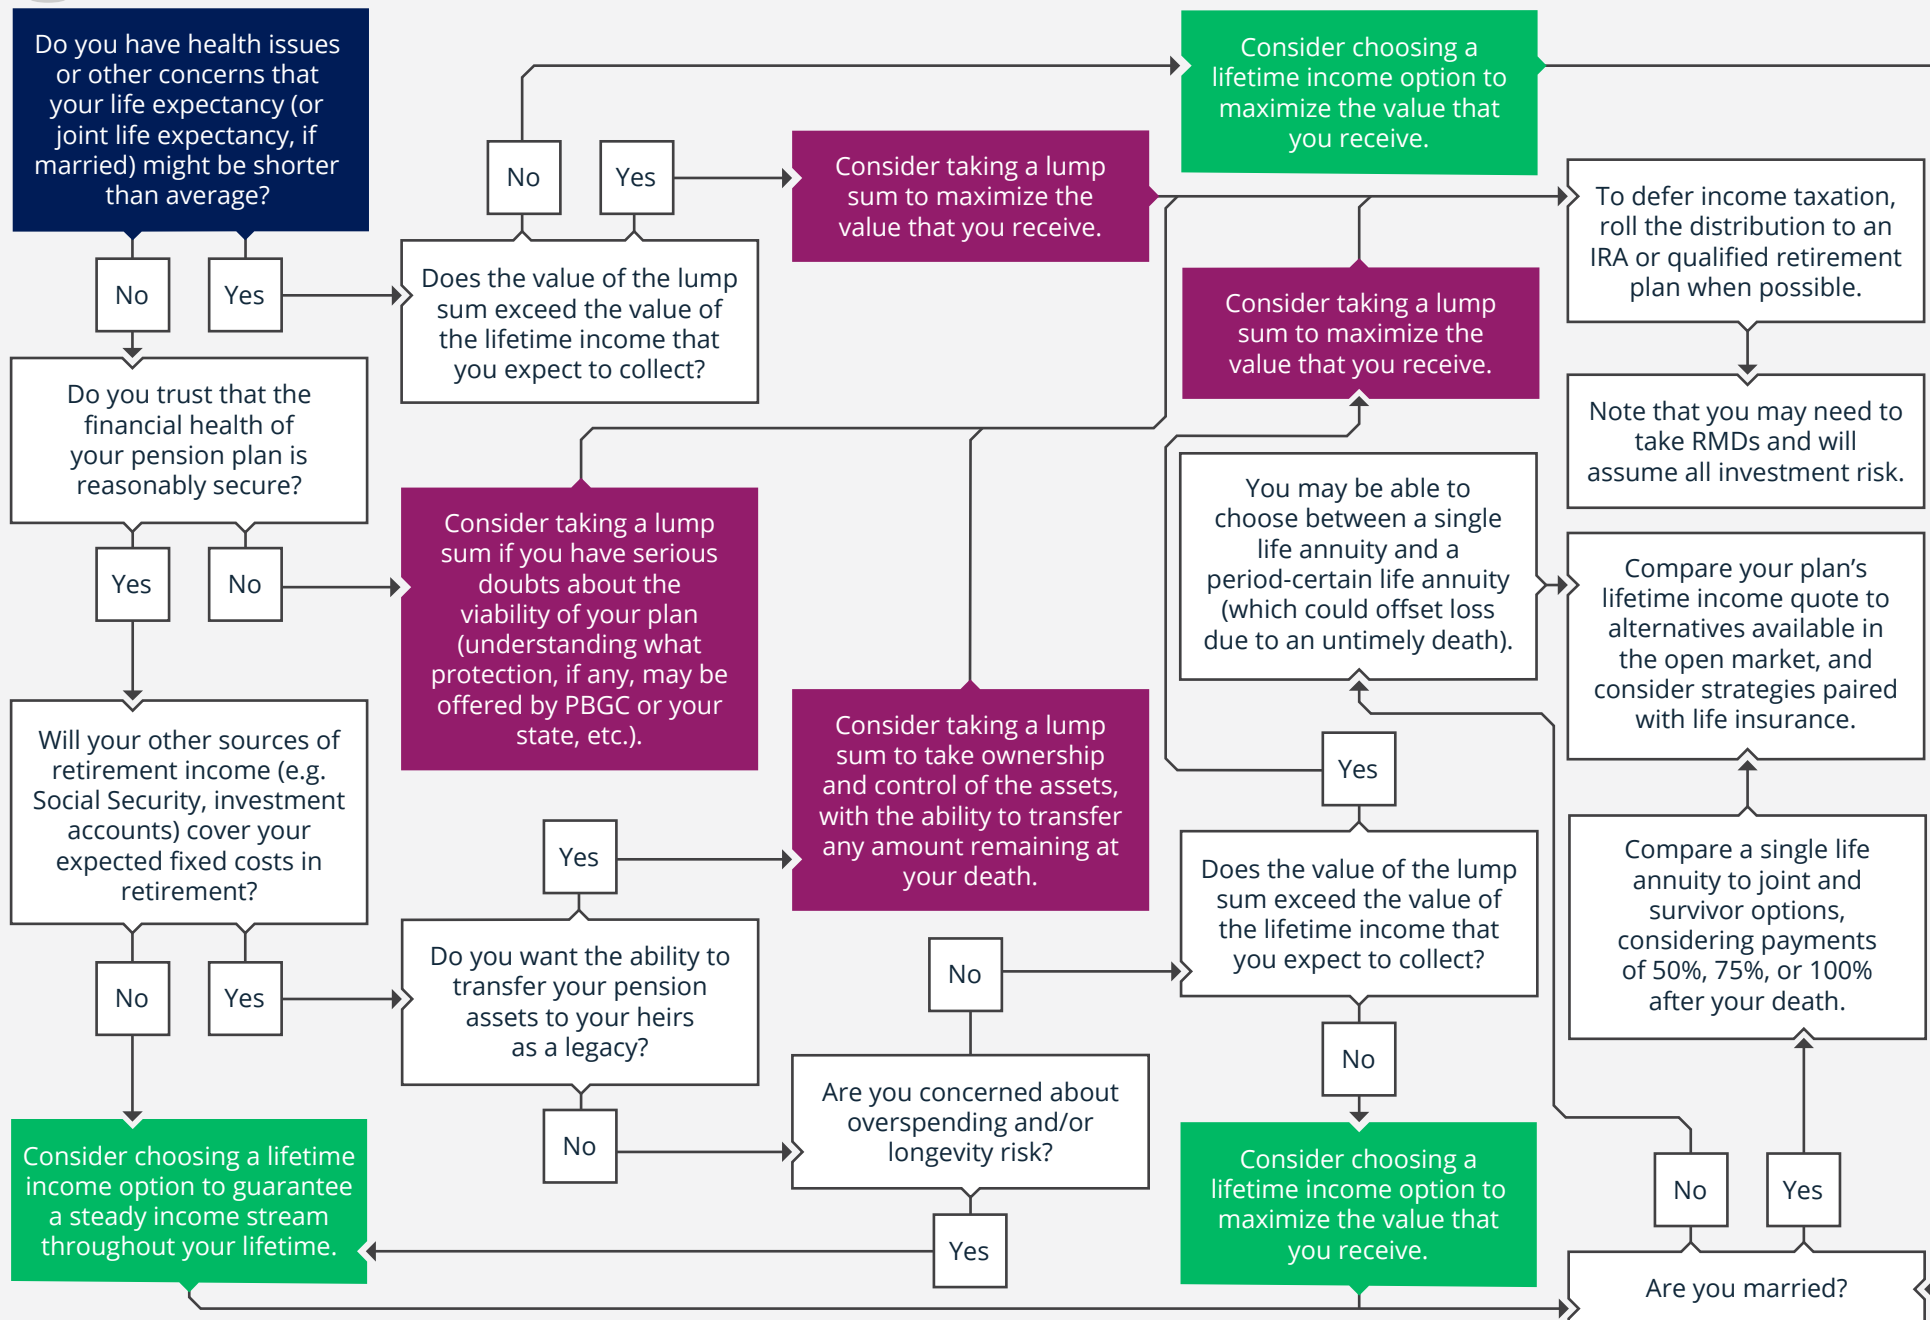 Do you have health issues
or other concerns that
your life expectancy (or
joint life expectancy, if
married) might be shorter
than average?
No
Yes
Does the value of the lump
sum exceed the value of
the lifetime income that
you expect to collect?
No
Yes
Consider taking a lump
sum to maximize the
value that you receive.
Consider choosing a
lifetime income option to
maximize the value that
you receive.
To defer income taxation,
roll the distribution to an
IRA or qualified retirement
plan when possible.
Note that you may need to
take RMDs and will
assume all investment risk.
Do you trust that the
financial health of
your pension plan is
reasonably secure?
Yes
No
Consider taking a lump
sum if you have serious
doubts about the
viability of your plan
(understanding what
protection, if any, may be
offered by PBGC or your
state, etc.).
Will your other sources of
retirement income (e.g.
Social Security, investment
accounts) cover your
expected fixed costs in
retirement?
No
Yes
Do you want the ability to
transfer your pension
assets to your heirs
as a legacy?
Yes
Consider taking a lump
sum to take ownership
and control of the assets,
with the ability to transfer
any amount remaining at
your death.
No
Are you concerned about
overspending and/or
longevity risk?
No
Yes
Consider choosing a lifetime
income option to guarantee
a steady income stream
throughout your lifetime.
Does the value of the lump
sum exceed the value of
the lifetime income that
you expect to collect?
Yes
Consider taking a lump
sum to maximize the
value that you receive.
No
Consider choosing a
lifetime income option to
maximize the value that
you receive.
Are you married?
No
Yes
You may be able to
choose between a single
life annuity and a
period-certain life annuity
(which could offset loss
due to an untimely death).
Compare a single life
annuity to joint and
survivor options,
considering payments
of 50%, 75%, or 100%
after your death.
Compare your plan’s
lifetime income quote to
alternatives available in
the open market, and
consider strategies paired
with life insurance.